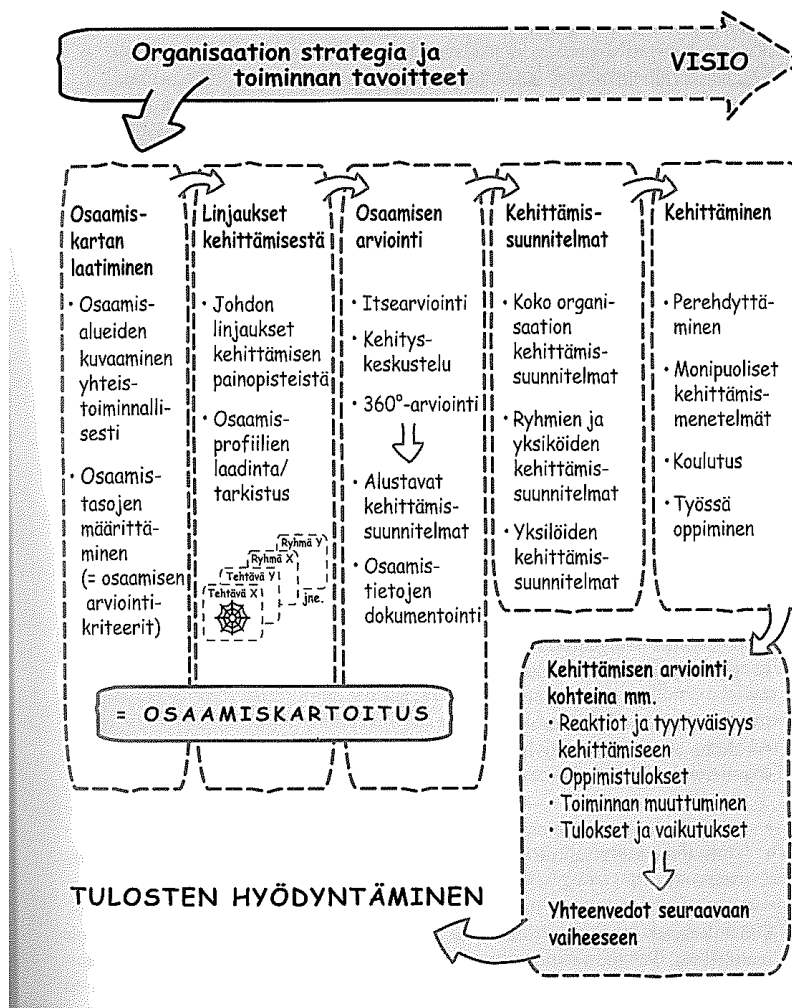 Organisaation strategia ja
toiminnan tavoitteet
VISIO
Osaamis-
kartan
laatiminen
· Osaamis-
alueiden
kuvaaminen
yhteis-
toiminnalli-
sesti
· Osaamis-
tasojen
määrittä-
minen
(= osaamisen
arviointi-
kriteerit)
Linjaukset
kehittämisestä
· Johdon
linjaukset
kehittämisen
painopisteistä
· Osaamis-
profiilien
laadinta/
tarkistus
Ryhmä Y
Ryhmä X
Tehtävä Y
Tehtävä X
jne.
Osaamisen
arviointi
· Itsearviointi
· Kehitys-
keskustelu
· 360°-arviointi
· Alustavat
kehittämis-
suunnitelmat
· Osaamis-
tietojen
dokumentointi
Kehittämis-
suunnitelmat
· Koko organi-
saation
kehittämis-
suunnitelmat
· Ryhmien ja
yksiköiden
kehittämis-
suunnitelmat
· Yksilöiden
kehittämis-
suunnitelmat
Kehittäminen
· Perehdyttä-
minen
· Monipuoliset
kehittämis-
menetelmät
· Koulutus
· Työssä
oppiminen
= OSAAMISKARTOITUS
Kehittämisen arviointi,
kohteina mm.
· Reaktiot ja tyytyväisyys
kehittämiseen
· Oppimistulokset
· Toiminnan muuttuminen
· Tulokset ja vaikutukset
Yhteenvedot seuraavaan
vaiheeseen
TULOSTEN HYÖDYNTÄMINEN